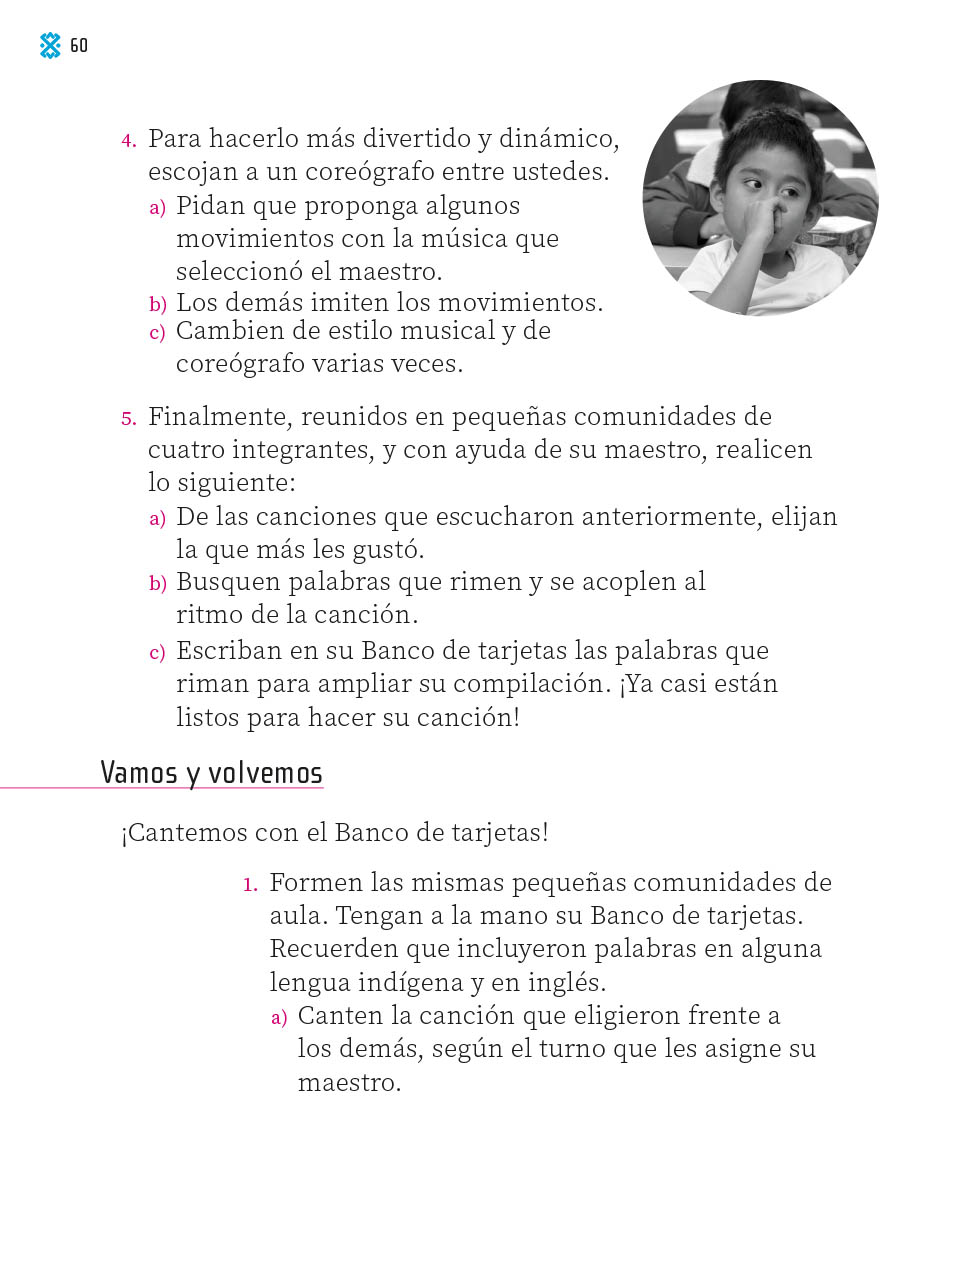 60
4. Para hacerlo más divertido y dinámico,
escojan a un coreógrafo entre ustedes.
a) Pidan que proponga algunos
movimientos con la música que
seleccionó el maestro.
b) Los demás imiten los movimientos.
c) Cambien de estilo musical y de
coreógrafo varias veces.
5. Finalmente, reunidos en pequeñas comunidades de
cuatro integrantes, y con ayuda de su maestro, realicen
lo siguiente:
a) De las canciones que escucharon anteriormente, elijan
la que más les gustó.
b) Busquen palabras que rimen y se acoplen al
ritmo de la canción.
c) Escriban en su Banco de tarjetas las palabras que
riman para ampliar su compilación. ¡Ya casi están
listos para hacer su canción!
Vamos y volvemos
¡Cantemos con el Banco de tarjetas!
1. Formen las mismas pequeñas comunidades de
aula. Tengan a la mano su Banco de tarjetas.
Recuerden que incluyeron palabras en alguna
lengua indígena y en inglés.
a) Canten la canción que eligieron frente a
los demás, según el turno que les asigne su
maestro.